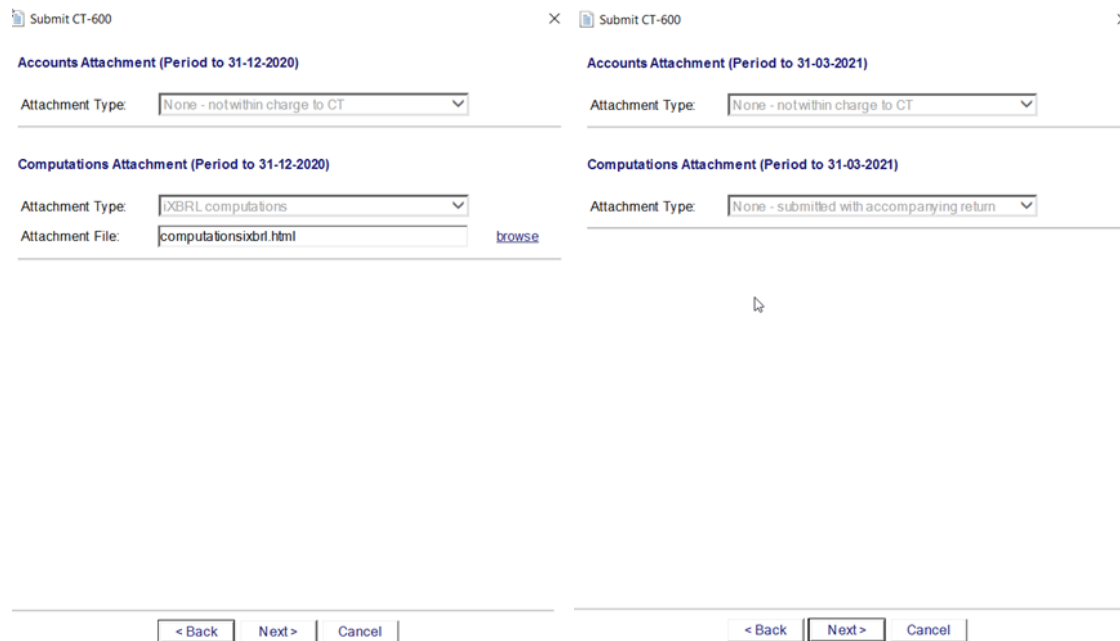 Submit CT-600
Accounts Attachment (Period to 31-12-2020)
Attachment Type: None - not within charge to CT
Computations Attachment (Period to 31-12-2020)
Attachment Type: iXBRL computations
Attachment File: computationsixbrl.html browse
< Back Next > Cancel
Submit CT-600
Accounts Attachment (Period to 31-03-2021)
Attachment Type: None - not within charge to CT
Computations Attachment (Period to 31-03-2021)
Attachment Type: None - submitted with accompanying return
< Back Next > Cancel